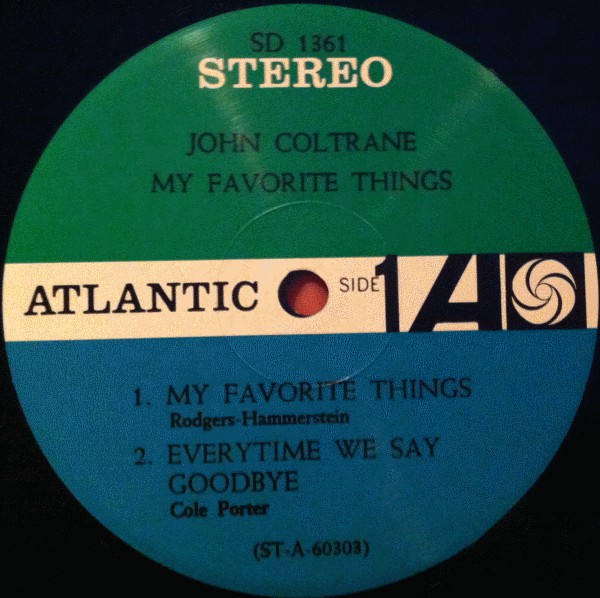 SD 1361
STEREO
JOHN COLTRANE
MY FAVORITE THINGS
ATLANTIC SIDE 1 A
1. MY FAVORITE THINGS
Rodgers-Hammerstein
2. EVERYTIME WE SAY
GOODBYE
Cole Porter
(ST-A-60303)